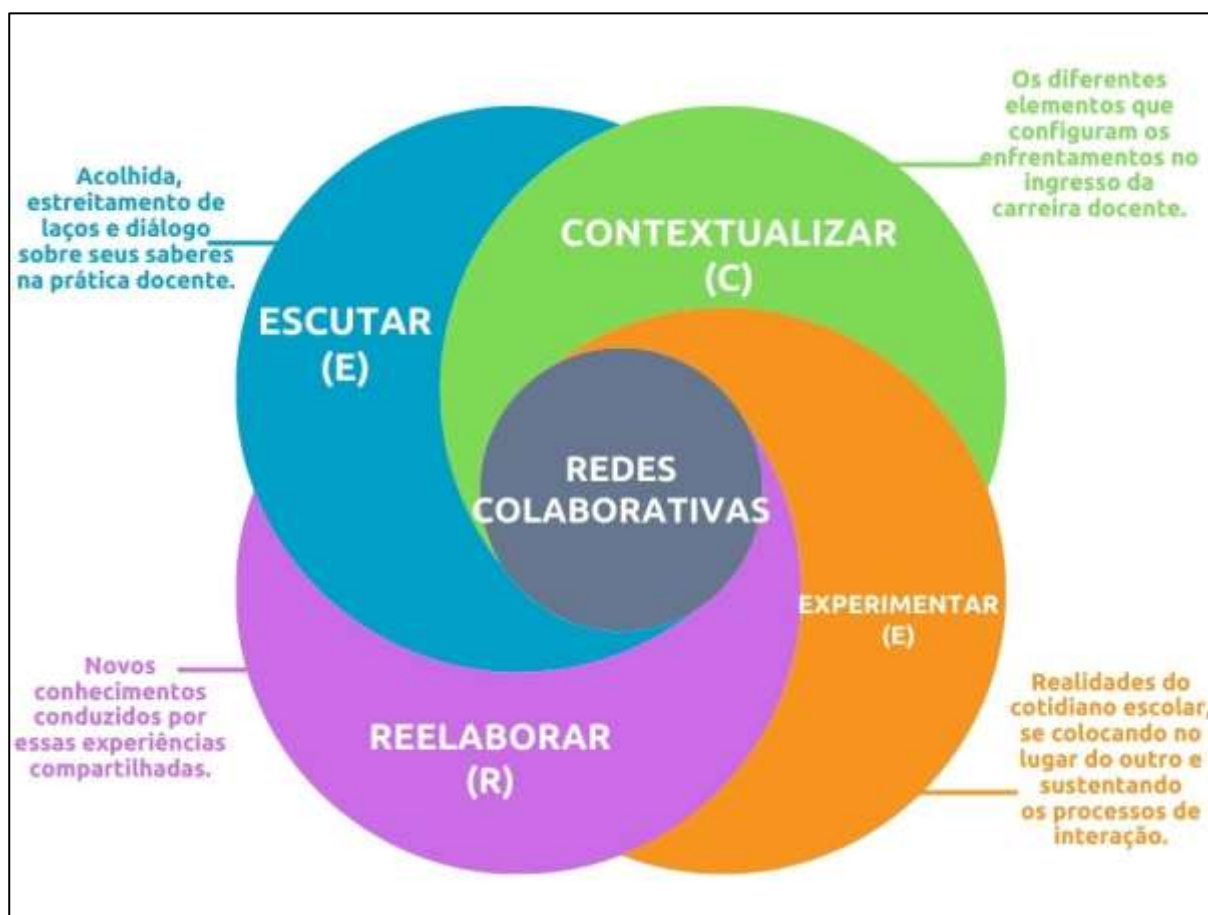 Acolhida,
estreitamento de
laços e diálogo
sobre seus saberes
na prática docente.
ESCUTAR
(E)
Os diferentes
elementos que
configuram os
enfrentamentos no
ingresso da
carreira docente.
CONTEXTUALIZAR
(C)
REDES
COLABORATIVAS
EXPERIMENTAR
(E)
Realidades do
cotidiano escolar,
se colocando no
lugar do outro e
sustentando
os processos de
interação.
Novos
conhecimentos
conduzidos por
essas experiências
compartilhadas.
REELABORAR
(R)